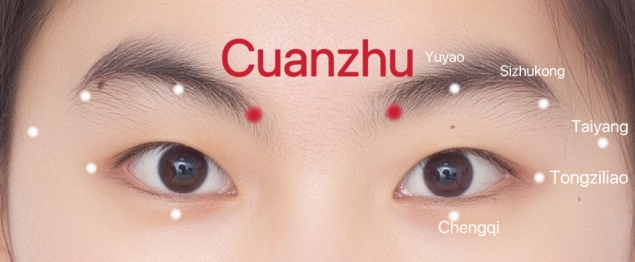 Cuanzhu
Yuyao
Sizhukong
Taiyang
Tongziliao
Chengqi